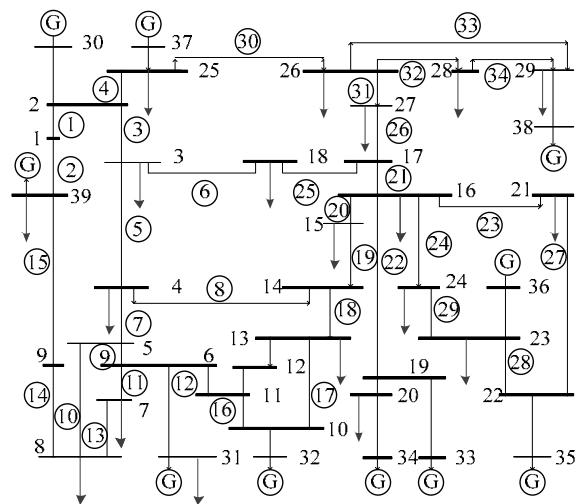 G G 33
30 37 30
4 25 26 31 32 28 34 29
2 27
1 1 3 26 38
G 2 3 18 17 G
39 6 25 21 16 21
20
15 23
5 24 27
15 19 22 G
4 8 14 24 36
7 18 29
5 13 23
9 9 6 12 19 28
14 11 12 17 20 22
10 16 11
13 7 10
8 31 32 34 33 35
G G G G G